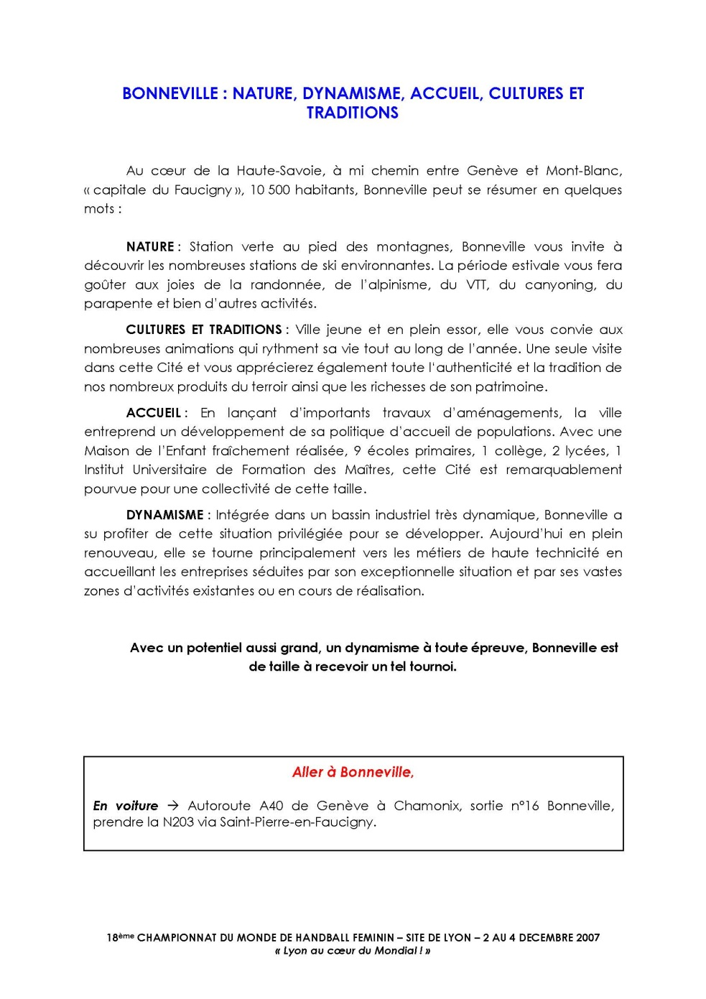 BONNEVILLE : NATURE, DYNAMISME, ACCUEIL, CULTURES ET
TRADITIONS
Au cœur de la Haute-Savoie, à mi chemin entre Genève et Mont-Blanc,
« capitale du Faucigny », 10 500 habitants, Bonneville peut se résumer en quelques
mots :
NATURE : Station verte au pied des montagnes, Bonneville vous invite à
découvrir les nombreuses stations de ski environnantes. La période estivale vous fera
goûter aux joies de la randonnée, de l'alpinisme, du VTT, du canyoning, du
parapente et bien d'autres activités.
CULTURES ET TRADITIONS : Ville jeune et en plein essor, elle vous convie aux
nombreuses animations qui rythment sa vie tout au long de l'année. Une seule visite
dans cette Cité et vous apprécierez également toute l'authenticité et la tradition de
nos nombreux produits du terroir ainsi que les richesses de son patrimoine.
ACCUEIL : En lançant d'importants travaux d'aménagements, la ville
entreprend un développement de sa politique d'accueil de populations. Avec une
Maison de l'Enfant fraîchement réalisée, 9 écoles primaires, 1 collège, 2 lycées, 1
Institut Universitaire de Formation des Maîtres, cette Cité est remarquablement
pourvue pour une collectivité de cette taille.
DYNAMISME : Intégrée dans un bassin industriel très dynamique, Bonneville a
su profiter de cette situation privilégiée pour se développer. Aujourd'hui en plein
renouveau, elle se tourne principalement vers les métiers de haute technicité en
accueillant les entreprises séduites par son exceptionnelle situation et par ses vastes
zones d'activités existantes ou en cours de réalisation.
Avec un potentiel aussi grand, un dynamisme à toute épreuve, Bonneville est
de taille à recevoir un tel tournoi.
Aller à Bonneville,
En voiture → Autoroute A40 de Genève à Chamonix, sortie n°16 Bonneville,
prendre la N203 via Saint-Pierre-en-Faucigny.
18ème CHAMPIONNAT DU MONDE DE HANDBALL FEMININ – SITE DE LYON – 2 AU 4 DECEMBRE 2007
« Lyon au cœur du Mondial ! »